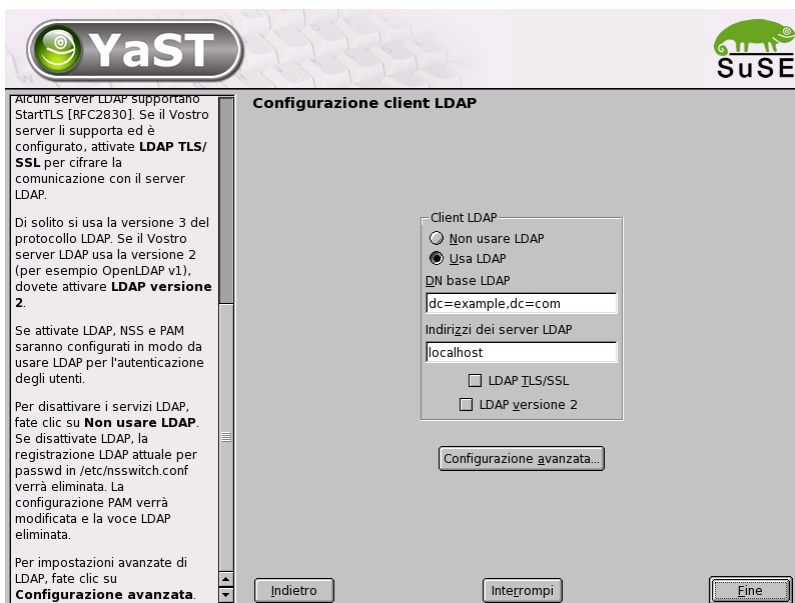 YaST
SuSE
Alcuni server LDAP supportano
StartTLS [RFC2830]. Se il Vostro
server li supporta ed è
configurato, attivate LDAP TLS/
SSL per cifrare la
comunicazione con il server
LDAP.
Di solito si usa la versione 3 del
protocollo LDAP. Se il Vostro
server LDAP usa la versione 2
(per esempio OpenLDAP v1),
dovete attivare LDAP versione
2.
Se attivate LDAP, NSS e PAM
saranno configurati in modo da
usare LDAP per l'autenticazione
degli utenti.
Per disattivare i servizi LDAP,
fate clic su Non usare LDAP.
Se disattivate LDAP, la
registrazione LDAP attuale per
passwd in /etc/nsswitch.conf
verrà eliminata. La
configurazione PAM verrà
modificata e la voce LDAP
eliminata.
Per impostazioni avanzate di
LDAP, fate clic su
Configurazione avanzata.
Configurazione client LDAP
Client LDAP
Non usare LDAP
Usa LDAP
DN base LDAP
dc=example,dc=com
Indirizzi dei server LDAP
localhost
LDAP TLS/SSL
LDAP versione 2
Configurazione avanzata...
Indietro
Interrompi
Fine